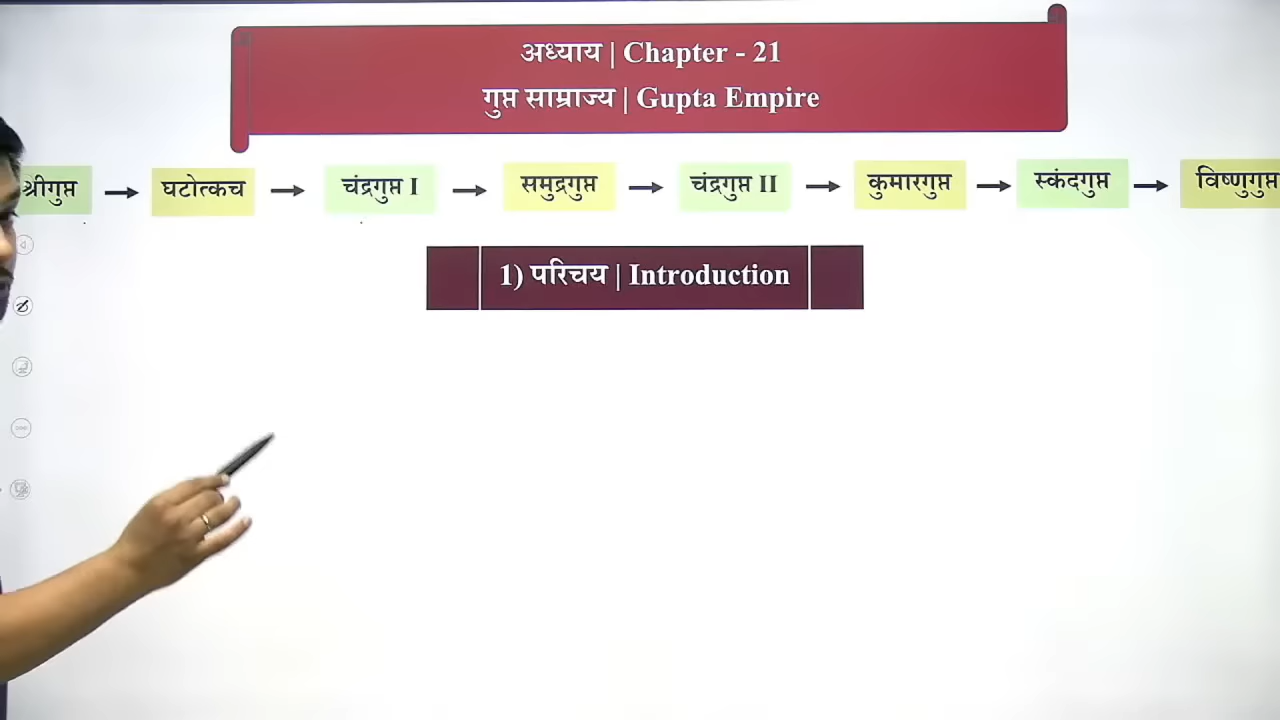 अध्याय | Chapter - 21
गुप्त साम्राज्य | Gupta Empire
श्रीगुप्त → घटोत्कच → चंद्रगुप्त I → समुद्रगुप्त → चंद्रगुप्त II → कुमारगुप्त → स्कंदगुप्त → विष्णुगुप्त
1) परिचय | Introduction